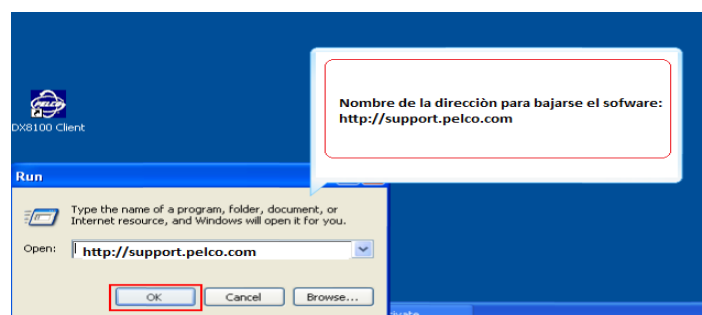 Nombre de la direcciòn para bajarse el sofware:
http://support.pelco.com
PELCO
DX8100 Client
Run
Type the name of a program, folder, document, or
Internet resource, and Windows will open it for you.
Open:
http://support.pelco.com
OK
Cancel
Browse...